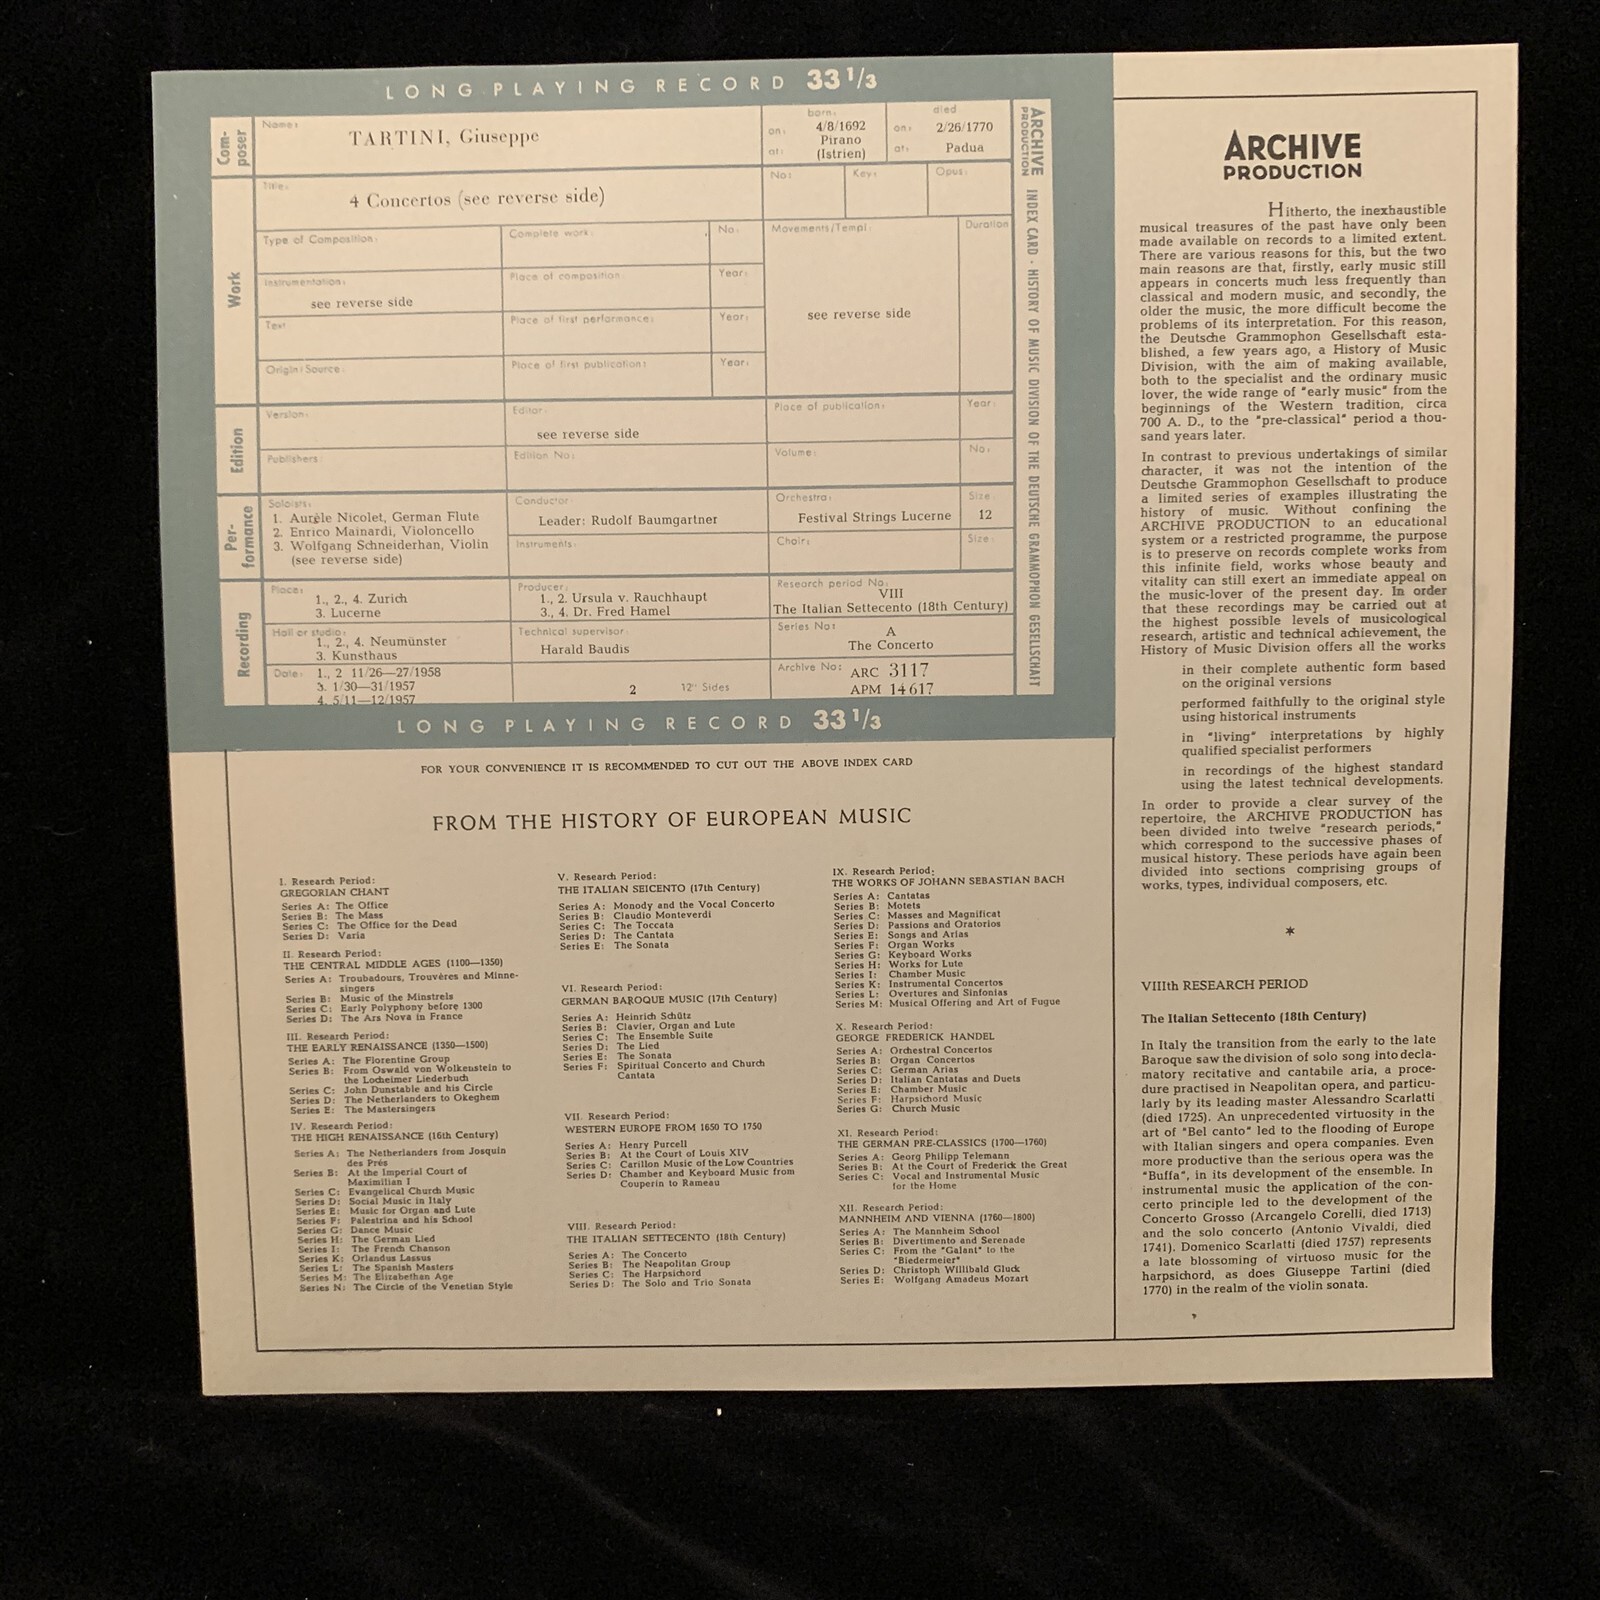 LONG PLAYING RECORD 33 1/3
Com-
poser
Name:
TARTINI, Giuseppe
born:
on:
4/8/1692
at:
Pirano
(Istrien)
died
on:
2/26/1770
at:
Padua
Work
Title:
4 Concertos (see reverse side)
No:
Key:
Opus:
Type of Composition:
Complete work:
No.
Movements/Tempi:
Duration
see reverse side
Instrumentation:
see reverse side
Place of composition
Year:
Text
Place of first performance:
Year:
Origin/Source:
Place of first publication:
Year:
Edition
Version:
Editor:
see reverse side
Place of publication:
Year:
Publishers
Edition No:
Volume:
No.
Per-
formance
Soloists:
1. Aurèle Nicolet, German Flute
2. Enrico Mainardi, Violoncello
3. Wolfgang Schneiderhan, Violin
(see reverse side)
Conductor
Leader: Rudolf Baumgartner
Instruments:
Orchestra:
Festival Strings Lucerne
Size:
12
Choir:
Size:
Recording
Place:
1., 2., 4. Zurich
3. Lucerne
Producer:
1., 2. Ursula v. Rauchhaupt
3., 4. Dr. Fred Hamel
Research period No:
VIII
The Italian Settecento (18th Century)
Hall or studio:
1., 2., 4. Neumünster
3. Kunsthaus
Technical supervisor
Harald Baudis
Series No:
A
The Concerto
Date:
1., 2 11/26—27/1958
3. 1/30—31/1957
4. 5/11—12/1957
2 12" Sides
Archive No:
ARC 3117
APM 14617
ARCHIVE
PRODUCTION
INDEX CARD · HISTORY OF MUSIC DIVISION OF THE DEUTSCHE GRAMMOPHON GESELLSCHAFT
LONG PLAYING RECORD 33 1/3
FOR YOUR CONVENIENCE IT IS RECOMMENDED TO CUT OUT THE ABOVE INDEX CARD
FROM THE HISTORY OF EUROPEAN MUSIC
I. Research Period:
GREGORIAN CHANT
Series A: The Office
Series B: The Mass
Series C: The Office for the Dead
Series D: Varia
II. Research Period:
THE CENTRAL MIDDLE AGES (1100—1350)
Series A: Troubadours, Trouvères and Minne-
singers
Series B: Music of the Minstrels
Series C: Early Polyphony before 1300
Series D: The Ars Nova in France
III. Research Period:
THE EARLY RENAISSANCE (1350—1500)
Series A: The Florentine Group
Series B: From Oswald von Wolkenstein to
the Locheimer Liederbuch
Series C: John Dunstable and his Circle
Series D: The Netherlanders to Okeghem
Series E: The Mastersingers
IV. Research Period:
THE HIGH RENAISSANCE (16th Century)
Series A: The Netherlanders from Josquin
des Prés
Series B: At the Imperial Court of
Maximilian I
Series C: Evangelical Church Music
Series D: Social Music in Italy
Series E: Music for Organ and Lute
Series F: Palestrina and his School
Series G: Dance Music
Series H: The German Lied
Series I: The French Chanson
Series K: Orlandus Lassus
Series L: The Spanish Masters
Series M: The Elizabethan Age
Series N: The Circle of the Venetian Style
V. Research Period:
THE ITALIAN SEICENTO (17th Century)
Series A: Monody and the Vocal Concerto
Series B: Claudio Monteverdi
Series C: The Toccata
Series D: The Cantata
Series E: The Sonata
VI. Research Period:
GERMAN BAROQUE MUSIC (17th Century)
Series A: Heinrich Schütz
Series B: Clavier, Organ and Lute
Series C: The Ensemble Suite
Series D: The Lied
Series E: The Sonata
Series F: Spiritual Concerto and Church
Cantata
VII. Research Period:
WESTERN EUROPE FROM 1650 TO 1750
Series A: Henry Purcell
Series B: At the Court of Louis XIV
Series C: Carillon Music of the Low Countries
Series D: Chamber and Keyboard Music from
Couperin to Rameau
VIII. Research Period:
THE ITALIAN SETTECENTO (18th Century)
Series A: The Concerto
Series B: The Neapolitan Group
Series C: The Harpsichord
Series D: The Solo and Trio Sonata
IX. Research Period:
THE WORKS OF JOHANN SEBASTIAN BACH
Series A: Cantatas
Series B: Motets
Series C: Masses and Magnificat
Series D: Passions and Oratorios
Series E: Songs and Arias
Series F: Organ Works
Series G: Keyboard Works
Series H: Works for Lute
Series I: Chamber Music
Series K: Instrumental Concertos
Series L: Overtures and Sinfonias
Series M: Musical Offering and Art of Fugue
X. Research Period:
GEORGE FREDERICK HANDEL
Series A: Orchestral Concertos
Series B: Organ Concertos
Series C: German Arias
Series D: Italian Cantatas and Duets
Series E: Chamber Music
Series F: Harpsichord Music
Series G: Church Music
XI. Research Period:
THE GERMAN PRE-CLASSICS (1700—1760)
Series A: Georg Philipp Telemann
Series B: At the Court of Frederick the Great
Series C: Vocal and Instrumental Music
for the Home
XII. Research Period:
MANNHEIM AND VIENNA (1760—1800)
Series A: The Mannheim School
Series B: Divertimento and Serenade
Series C: From the "Galant" to the
"Biedermeier"
Series D: Christoph Willibald Gluck
Series E: Wolfgang Amadeus Mozart
ARCHIVE
PRODUCTION
Hitherto, the inexhaustible
musical treasures of the past have only been
made available on records to a limited extent.
There are various reasons for this, but the two
main reasons are that, firstly, early music still
appears in concerts much less frequently than
classical and modern music, and secondly, the
older the music, the more difficult become the
problems of its interpretation. For this reason,
the Deutsche Grammophon Gesellschaft esta-
blished, a few years ago, a History of Music
Division, with the aim of making available,
both to the specialist and the ordinary music
lover, the wide range of "early music" from the
beginnings of the Western tradition, circa
700 A. D., to the "pre-classical" period a thou-
sand years later.
In contrast to previous undertakings of similar
character, it was not the intention of the
Deutsche Grammophon Gesellschaft to produce
a limited series of examples illustrating the
history of music. Without confining the
ARCHIVE PRODUCTION to an educational
system or a restricted programme, the purpose
is to preserve on records complete works from
this infinite field, works whose beauty and
vitality can still exert an immediate appeal on
the music-lover of the present day. In order
that these recordings may be carried out at
the highest possible levels of musicological
research, artistic and technical achievement, the
History of Music Division offers all the works
in their complete authentic form based
on the original versions
performed faithfully to the original style
using historical instruments
in "living" interpretations by highly
qualified specialist performers
in recordings of the highest standard
using the latest technical developments.
In order to provide a clear survey of the
repertoire, the ARCHIVE PRODUCTION has
been divided into twelve "research periods,"
which correspond to the successive phases of
musical history. These periods have again been
divided into sections comprising groups of
works, types, individual composers, etc.
*
VIIIth RESEARCH PERIOD
The Italian Settecento (18th Century)
In Italy the transition from the early to the late
Baroque saw the division of solo song into decla-
matory recitative and cantabile aria, a proce-
dure practised in Neapolitan opera, and particu-
larly by its leading master Alessandro Scarlatti
(died 1725). An unprecedented virtuosity in the
art of "Bel canto" led to the flooding of Europe
with Italian singers and opera companies. Even
more productive than the serious opera was the
"Buffa", in its development of the ensemble. In
instrumental music the application of the con-
certo principle led to the development of the
Concerto Grosso (Arcangelo Corelli, died 1713)
and the solo concerto (Antonio Vivaldi, died
1741). Domenico Scarlatti (died 1757) represents
a late blossoming of virtuoso music for the
harpsichord, as does Giuseppe Tartini (died
1770) in the realm of the violin sonata.